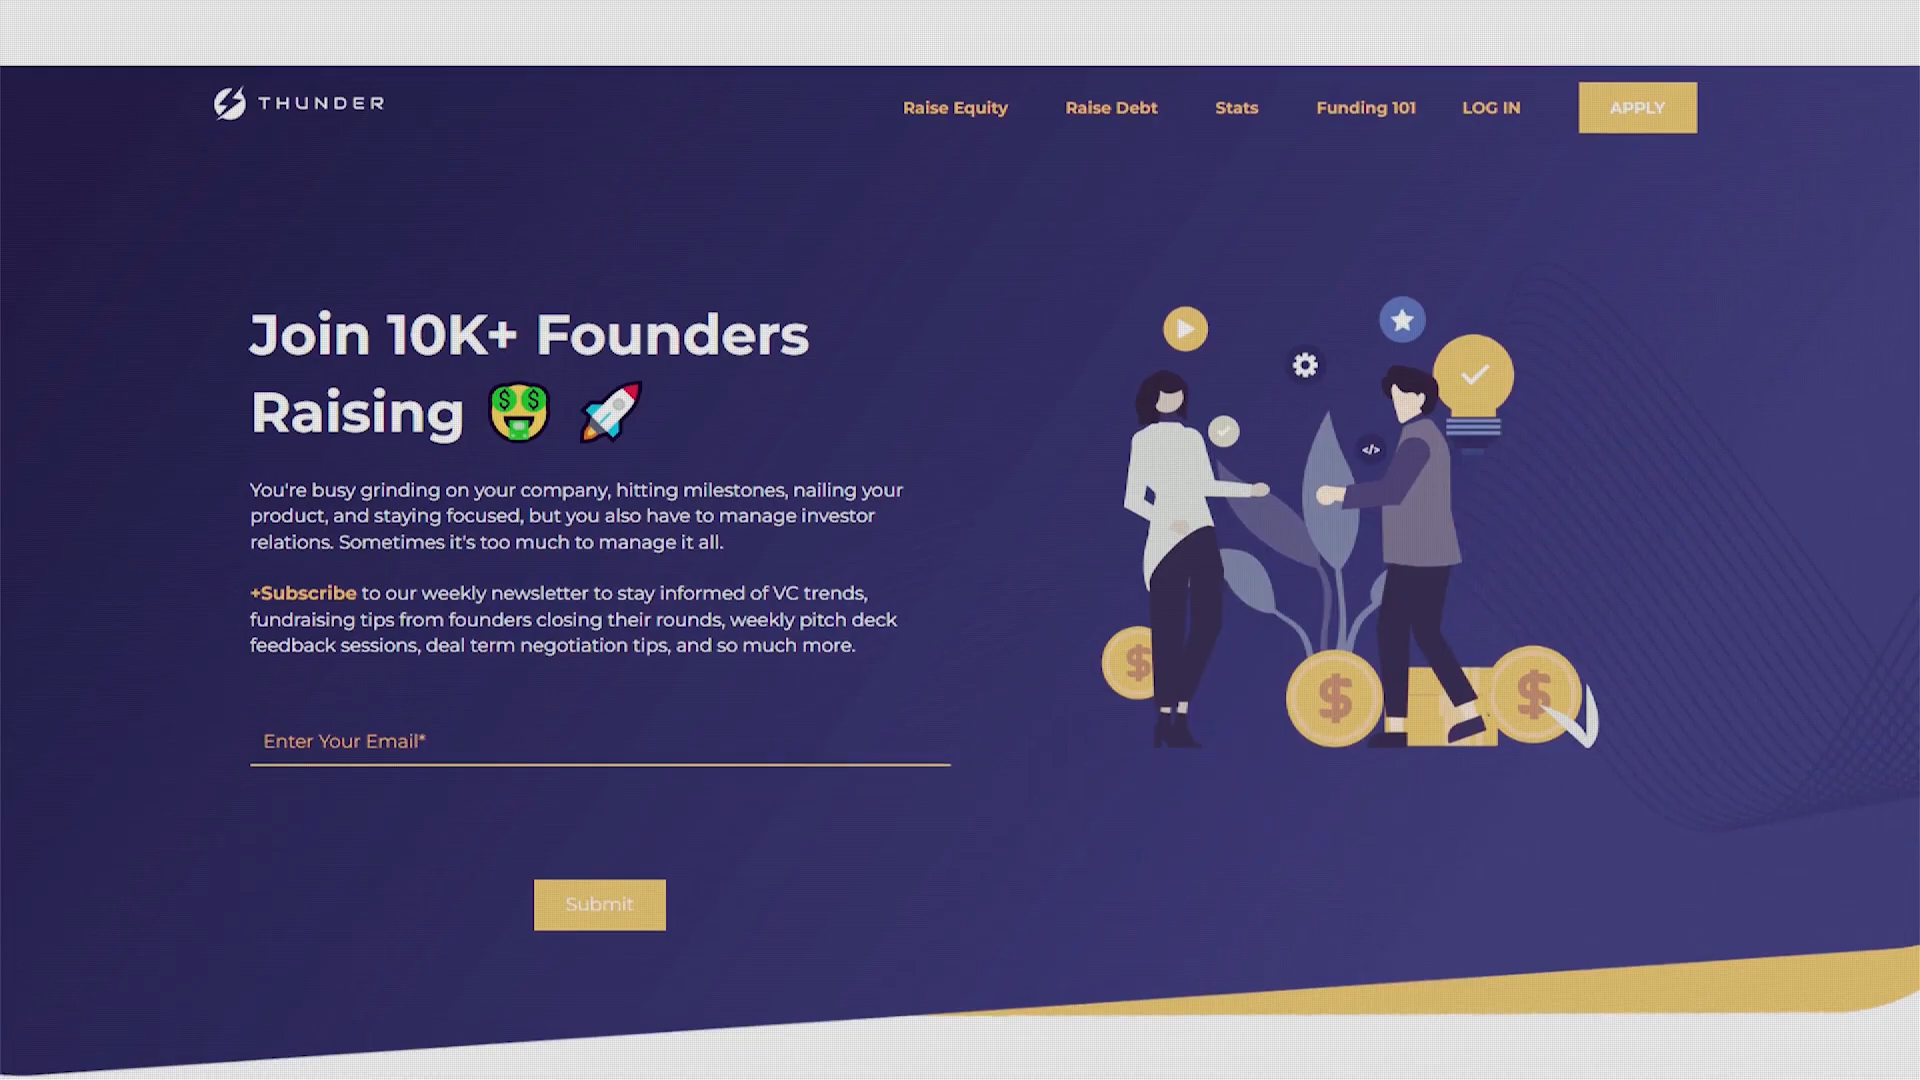 THUNDER
Raise Equity
Raise Debt
Stats
Funding 101
LOG IN
APPLY
Join 10K+ Founders
Raising 🤑 🚀
You're busy grinding on your company, hitting milestones, nailing your
product, and staying focused, but you also have to manage investor
relations. Sometimes it's too much to manage it all.
+Subscribe to our weekly newsletter to stay informed of VC trends,
fundraising tips from founders closing their rounds, weekly pitch deck
feedback sessions, deal term negotiation tips, and so much more.
</>
$
$
$
Enter Your Email*
Submit